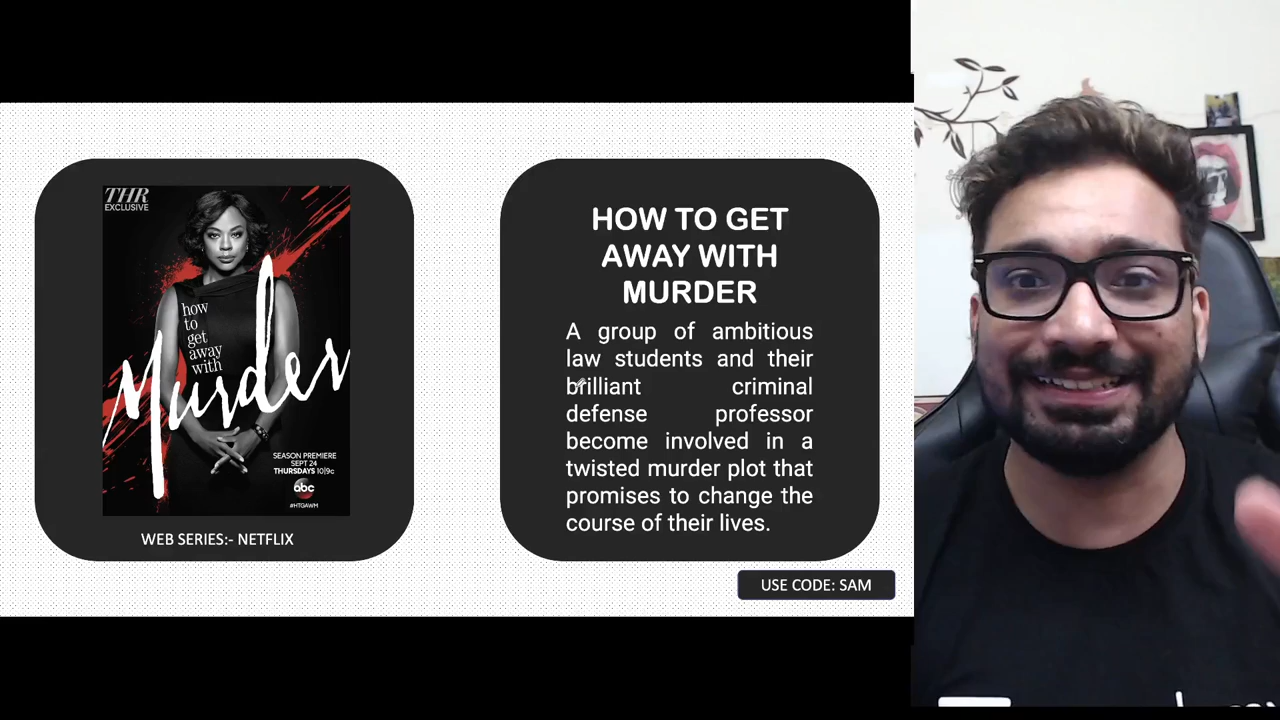 THR
EXCLUSIVE
how
to
get
away
with
Murder
SEASON PREMIERE
SEPT 24
THURSDAYS 10|9c
abc
#HTGAWM
WEB SERIES:- NETFLIX
HOW TO GET
AWAY WITH
MURDER
A group of ambitious
law students and their
brilliant criminal
defense professor
become involved in a
twisted murder plot that
promises to change the
course of their lives.
USE CODE: SAM